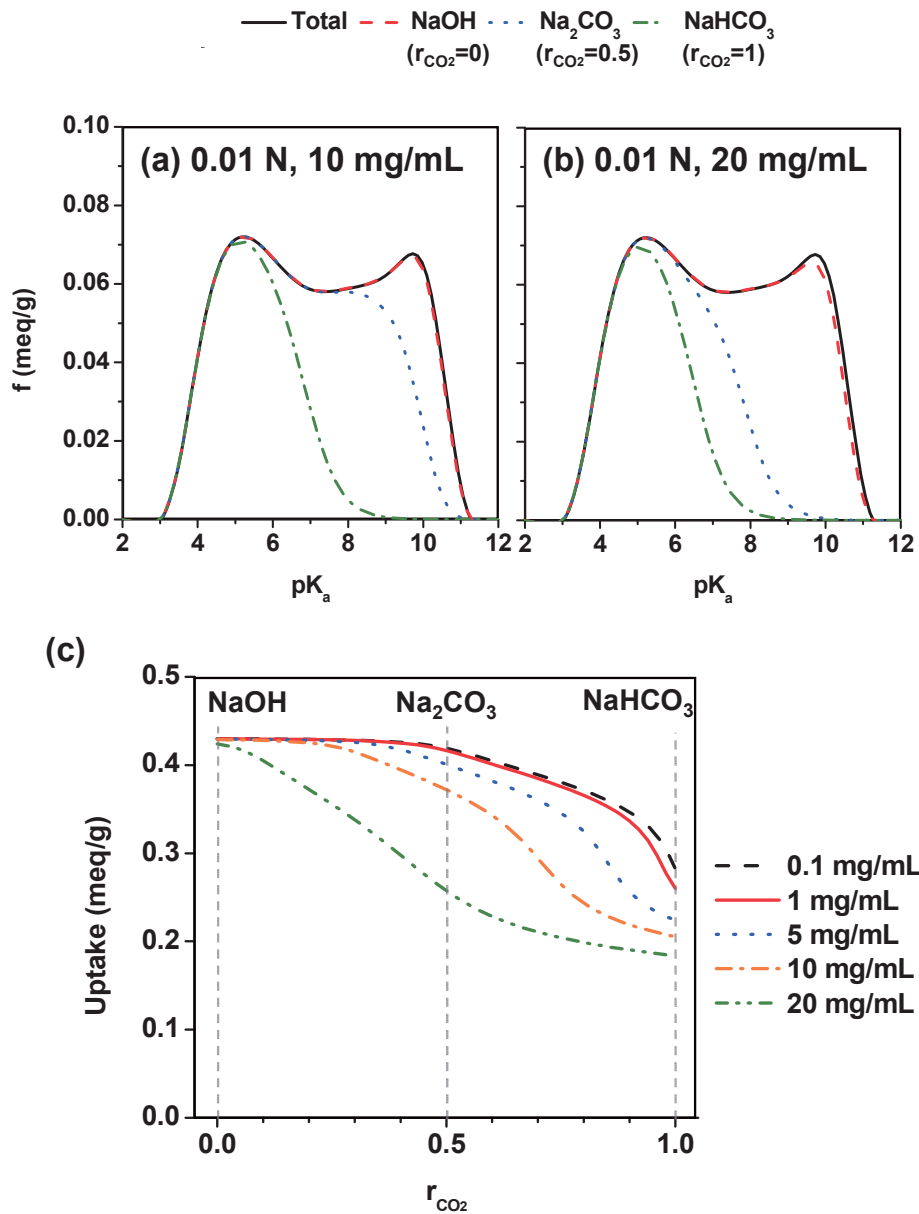 Total NaOH Na2CO3 NaHCO3
(rCO2=0) (rCO2=0.5) (rCO2=1)
(a) 0.01 N, 10 mg/mL
(b) 0.01 N, 20 mg/mL
0.10
0.08
0.06
0.04
0.02
0.00
f (meq/g)
2 4 6 8 10 12
2 4 6 8 10 12
pKa
pKa
(c)
0.5
0.4
0.3
0.2
0.1
0.0
Uptake (meq/g)
NaOH Na2CO3 NaHCO3
0.1 mg/mL
1 mg/mL
5 mg/mL
10 mg/mL
20 mg/mL
0.0 0.5 1.0
rCO2